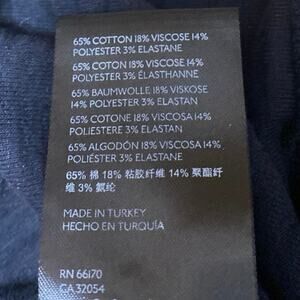 65% COTTON 18% VISCOSE 14%
POLYESTER 3% ELASTANE
65% COTON 18% VISCOSE 14%
POLYESTER 3% ÉLASTHANNE
65% BAUMWOLLE 18% VISKOSE
14% POLYESTER 3% ELASTAN
65% COTONE 18% VISCOSA 14%
POLIESTERE 3% ELASTAN
65% ALGODÓN 18% VISCOSA 14%
POLIÉSTER 3% ELASTANE
65% 棉 18% 粘胶纤维 14% 聚酯纤
维 3% 氨纶
MADE IN TURKEY
HECHO EN TURQUÍA
RN 66170
CA 32054